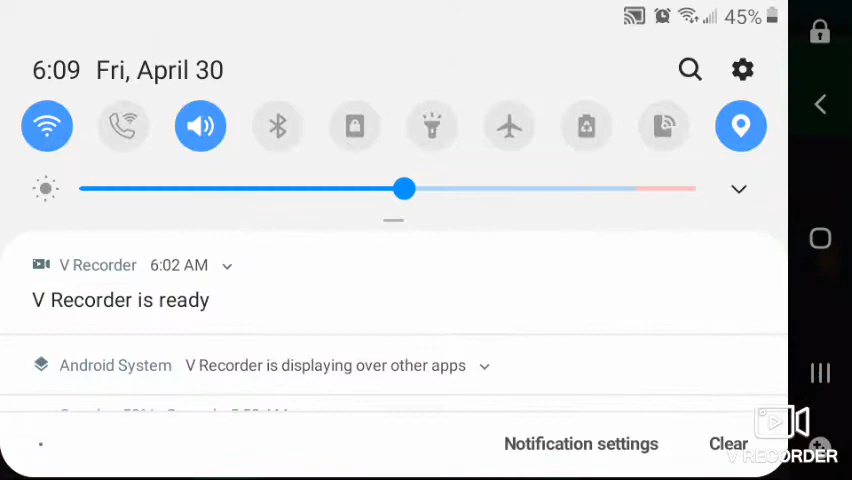 45%
6:09 Fri, April 30
V Recorder 6:02 AM
V Recorder is ready
Android System V Recorder is displaying over other apps
Notification settings Clear
V RECORDER